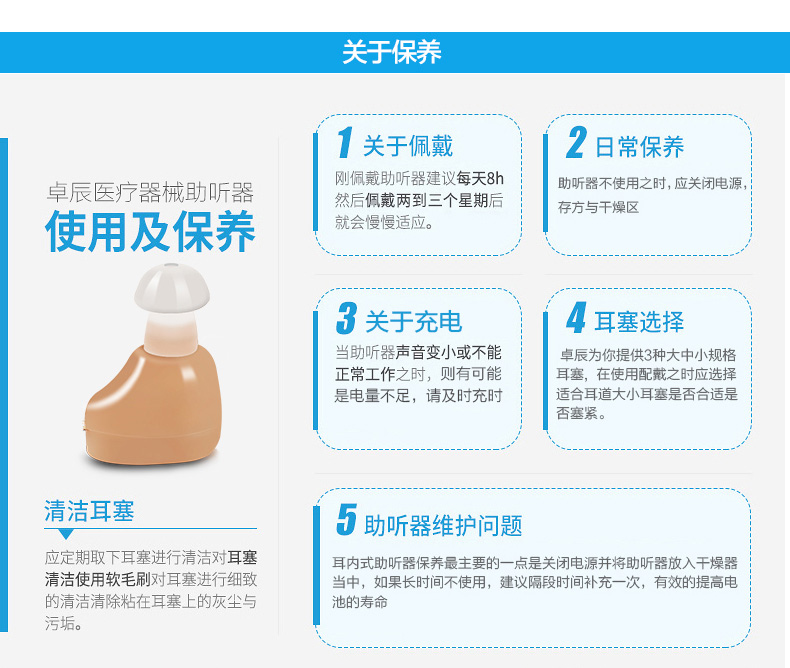 关于保养
卓辰医疗器械助听器
使用及保养
清洁耳塞
应定期取下耳塞进行清洁对耳塞
清洁使用软毛刷对耳塞进行细致
的清洁清除粘在耳塞上的灰尘与
污垢。
1 关于佩戴
刚佩戴助听器建议每天8h
然后佩戴两到三个星期后
就会慢慢适应。
2 日常保养
助听器不使用之时,应关闭电源,
存方与干燥区
3 关于充电
当助听器声音变小或不能
正常工作之时，则有可能
是电量不足，请及时充时
4 耳塞选择
卓辰为你提供3种大中小规格
耳塞，在使用配戴之时应选择
适合耳道大小耳塞是否合适是
否塞紧。
5 助听器维护问题
耳内式助听器保养最主要的一点是关闭电源并将助听器放入干燥器
当中，如果长时间不使用，建议隔段时间补充一次，有效的提高电
池的寿命